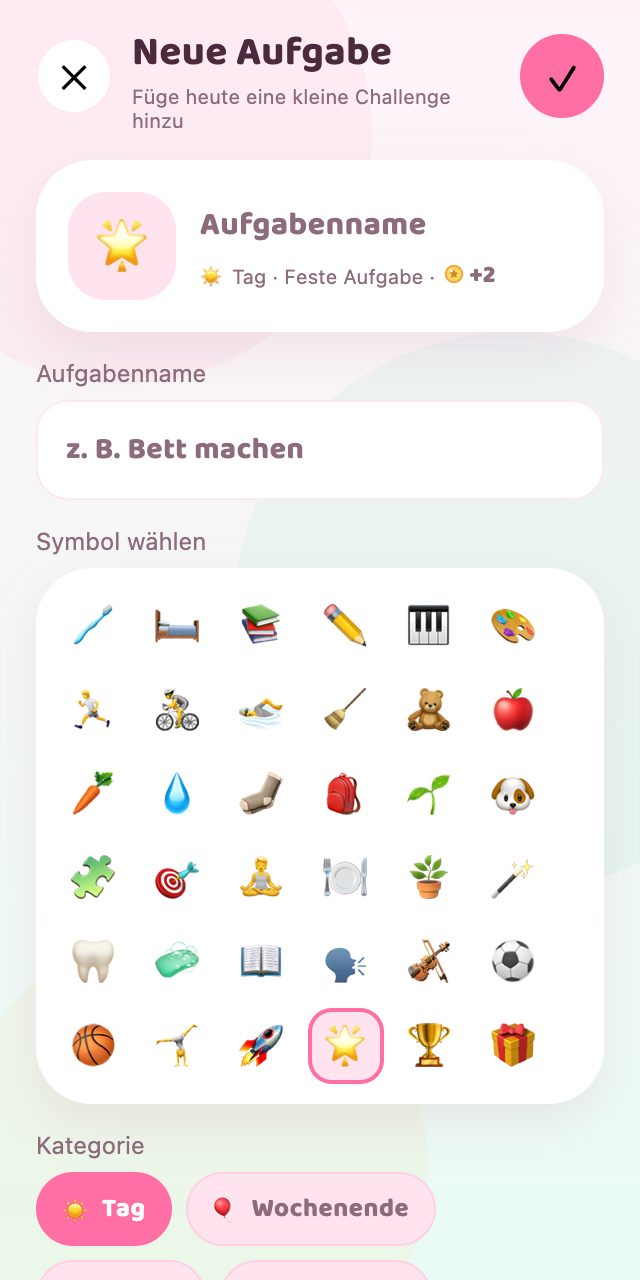 Neue Aufgabe
Füge heute eine kleine Challenge
hinzu
Aufgabenname
Tag · Feste Aufgabe · +2
Aufgabenname
z. B. Bett machen
Symbol wählen
Kategorie
Tag
Wochenende